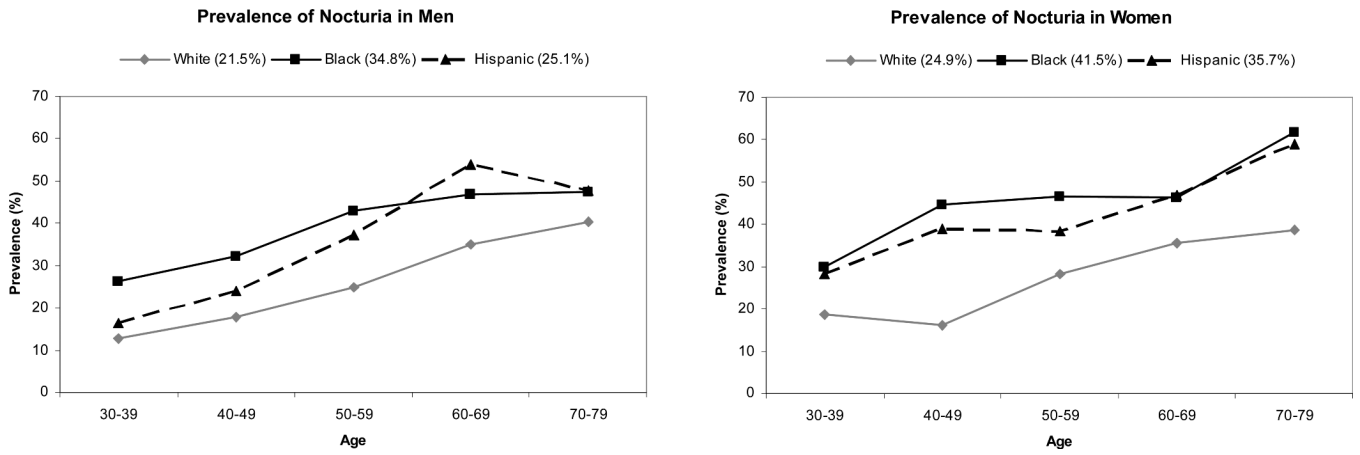 Prevalence of Nocturia in Men
White (21.5%) Black (34.8%) Hispanic (25.1%)
70
60
50
40
30
20
10
0
Prevalence (%)
30-39 40-49 50-59 60-69 70-79
Age
Prevalence of Nocturia in Women
White (24.9%) Black (41.5%) Hispanic (35.7%)
70
60
50
40
30
20
10
0
Prevalence (%)
30-39 40-49 50-59 60-69 70-79
Age